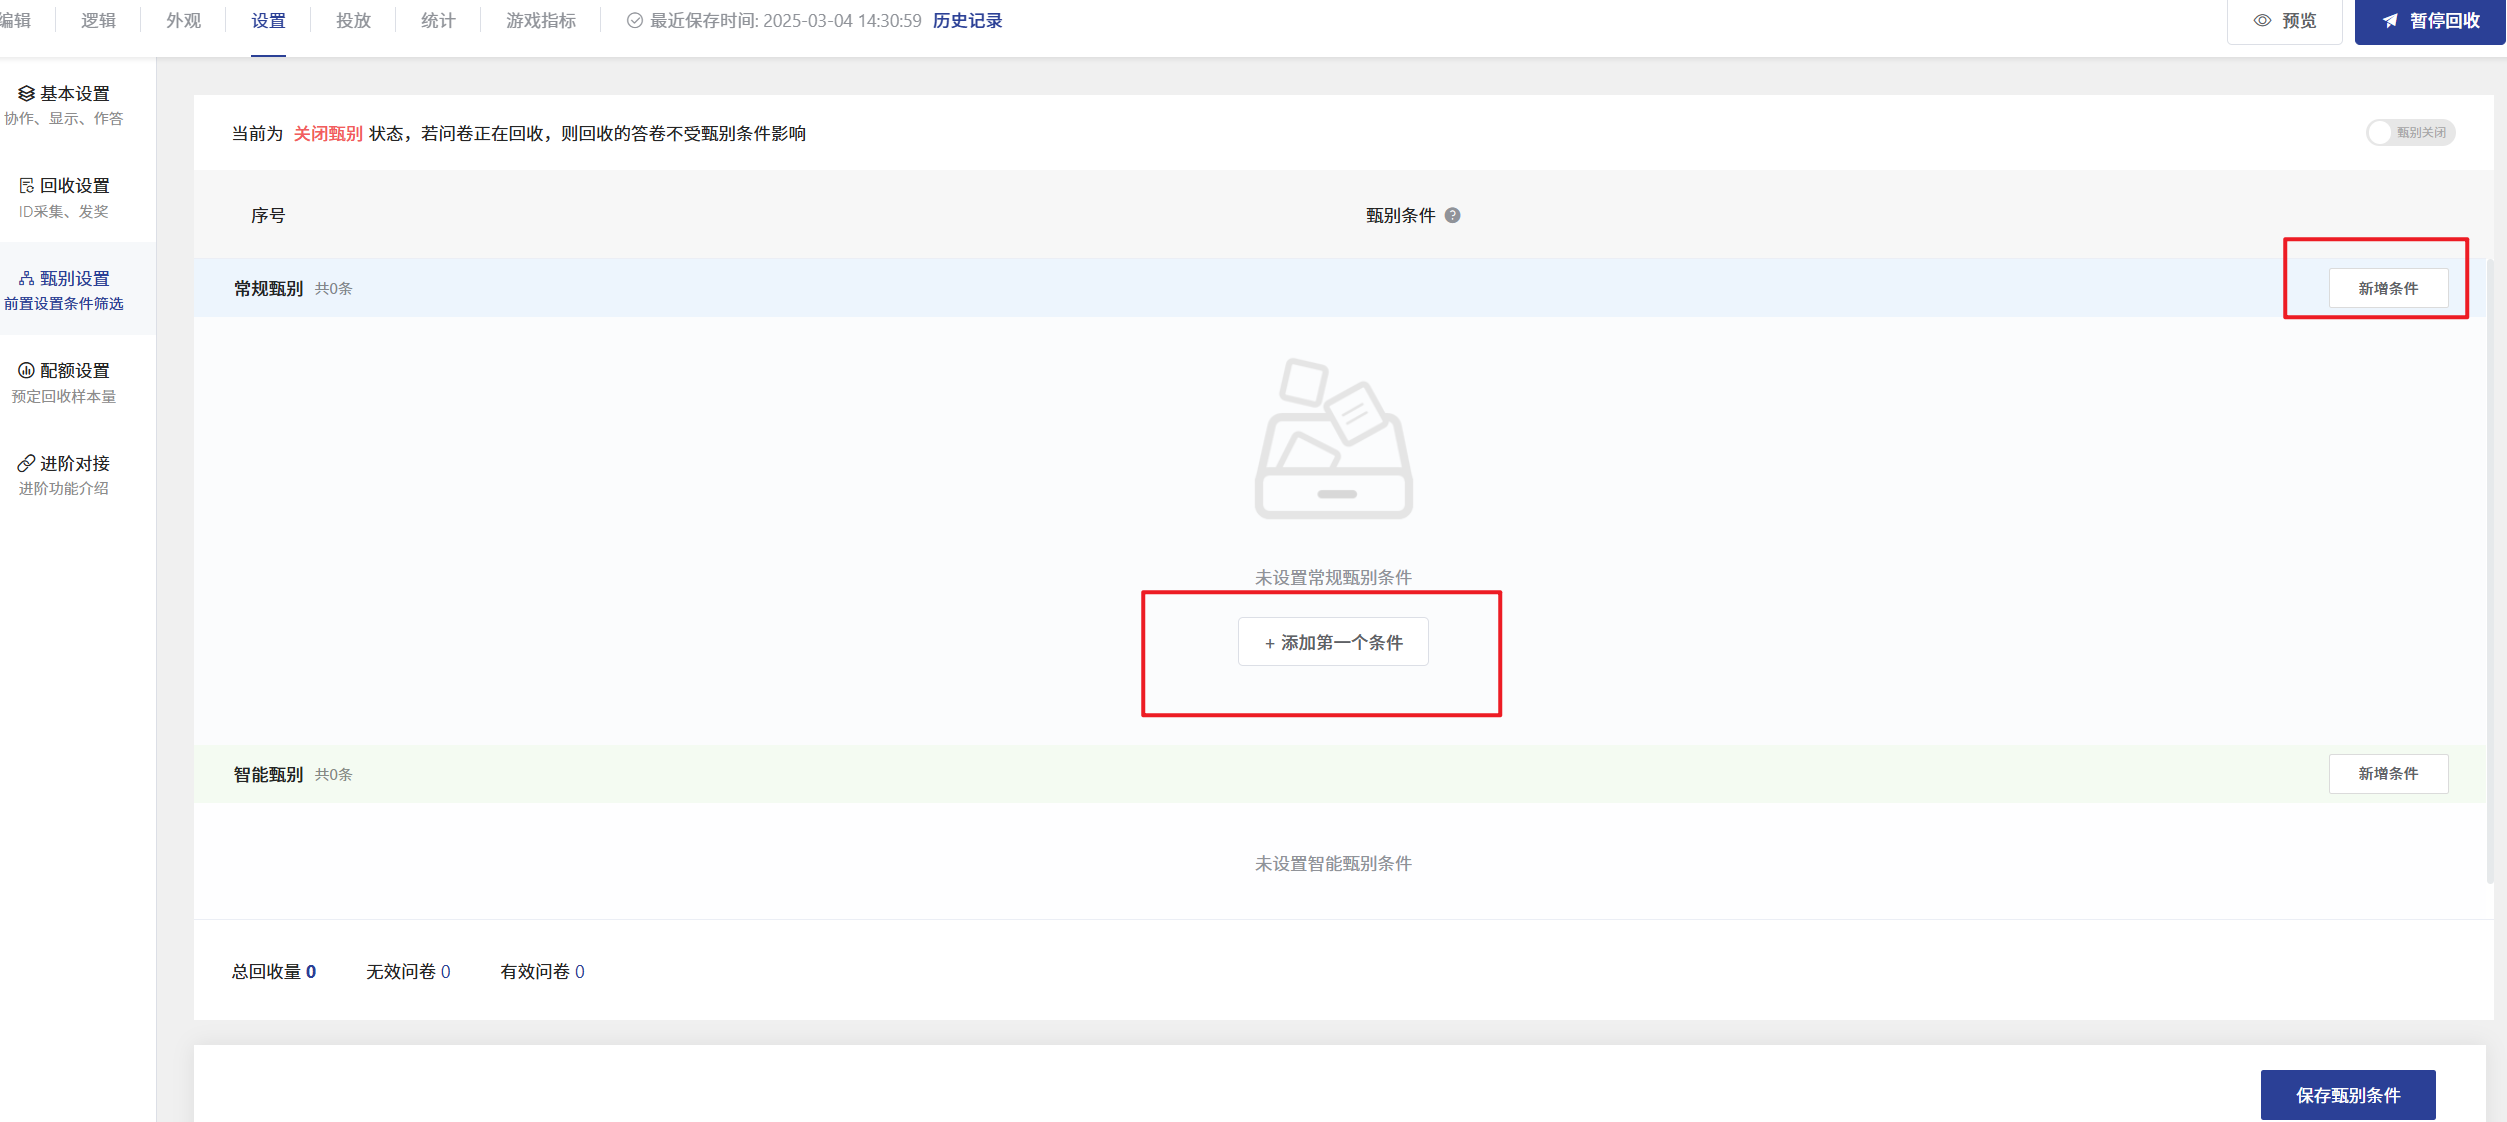 编辑 逻辑 外观 设置 投放 统计 游戏指标 最近保存时间: 2025-03-04 14:30:59 历史记录 预览 暂停回收
基本设置
协作、显示、作答
回收设置
ID采集、发奖
甄别设置
前置设置条件筛选
配额设置
预定回收样本量
进阶对接
进阶功能介绍
当前为 关闭甄别 状态，若问卷正在回收，则回收的答卷不受甄别条件影响 甄别关闭
序号 甄别条件 ?
常规甄别 共0条 新增条件
未设置常规甄别条件
+ 添加第一个条件
智能甄别 共0条 新增条件
未设置智能甄别条件
总回收量 0 无效问卷 0 有效问卷 0
保存甄别条件